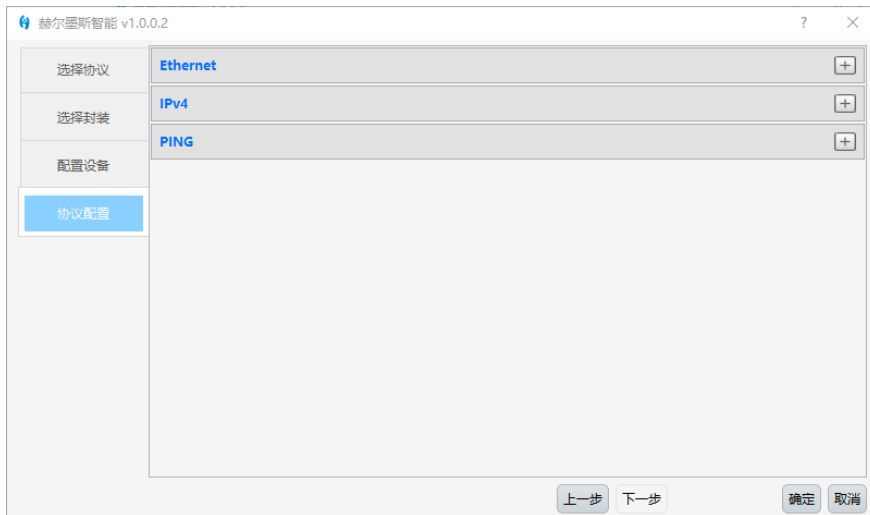 赫尔墨斯智能 v1.0.0.2
选择协议
选择封装
配置设备
协议配置
Ethernet
IPv4
PING
上一步 下一步 确定 取消